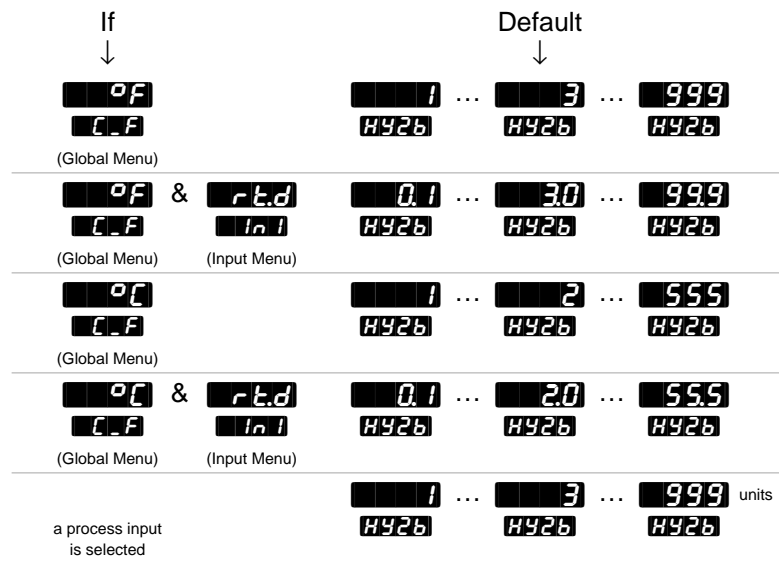 If Default
↓ ↓
°F 1 ... 3 ... 999
C_F HY2b HY2b HY2b
(Global Menu)
°F & rt.d 0.1 ... 3.0 ... 99.9
C_F In1 HY2b HY2b HY2b
(Global Menu) (Input Menu)
°C 1 ... 2 ... 555
C_F HY2b HY2b HY2b
(Global Menu)
°C & rt.d 0.1 ... 2.0 ... 55.5
C_F In1 HY2b HY2b HY2b
(Global Menu) (Input Menu)
1 ... 3 ... 999 units
HY2b HY2b HY2b
a process input
is selected